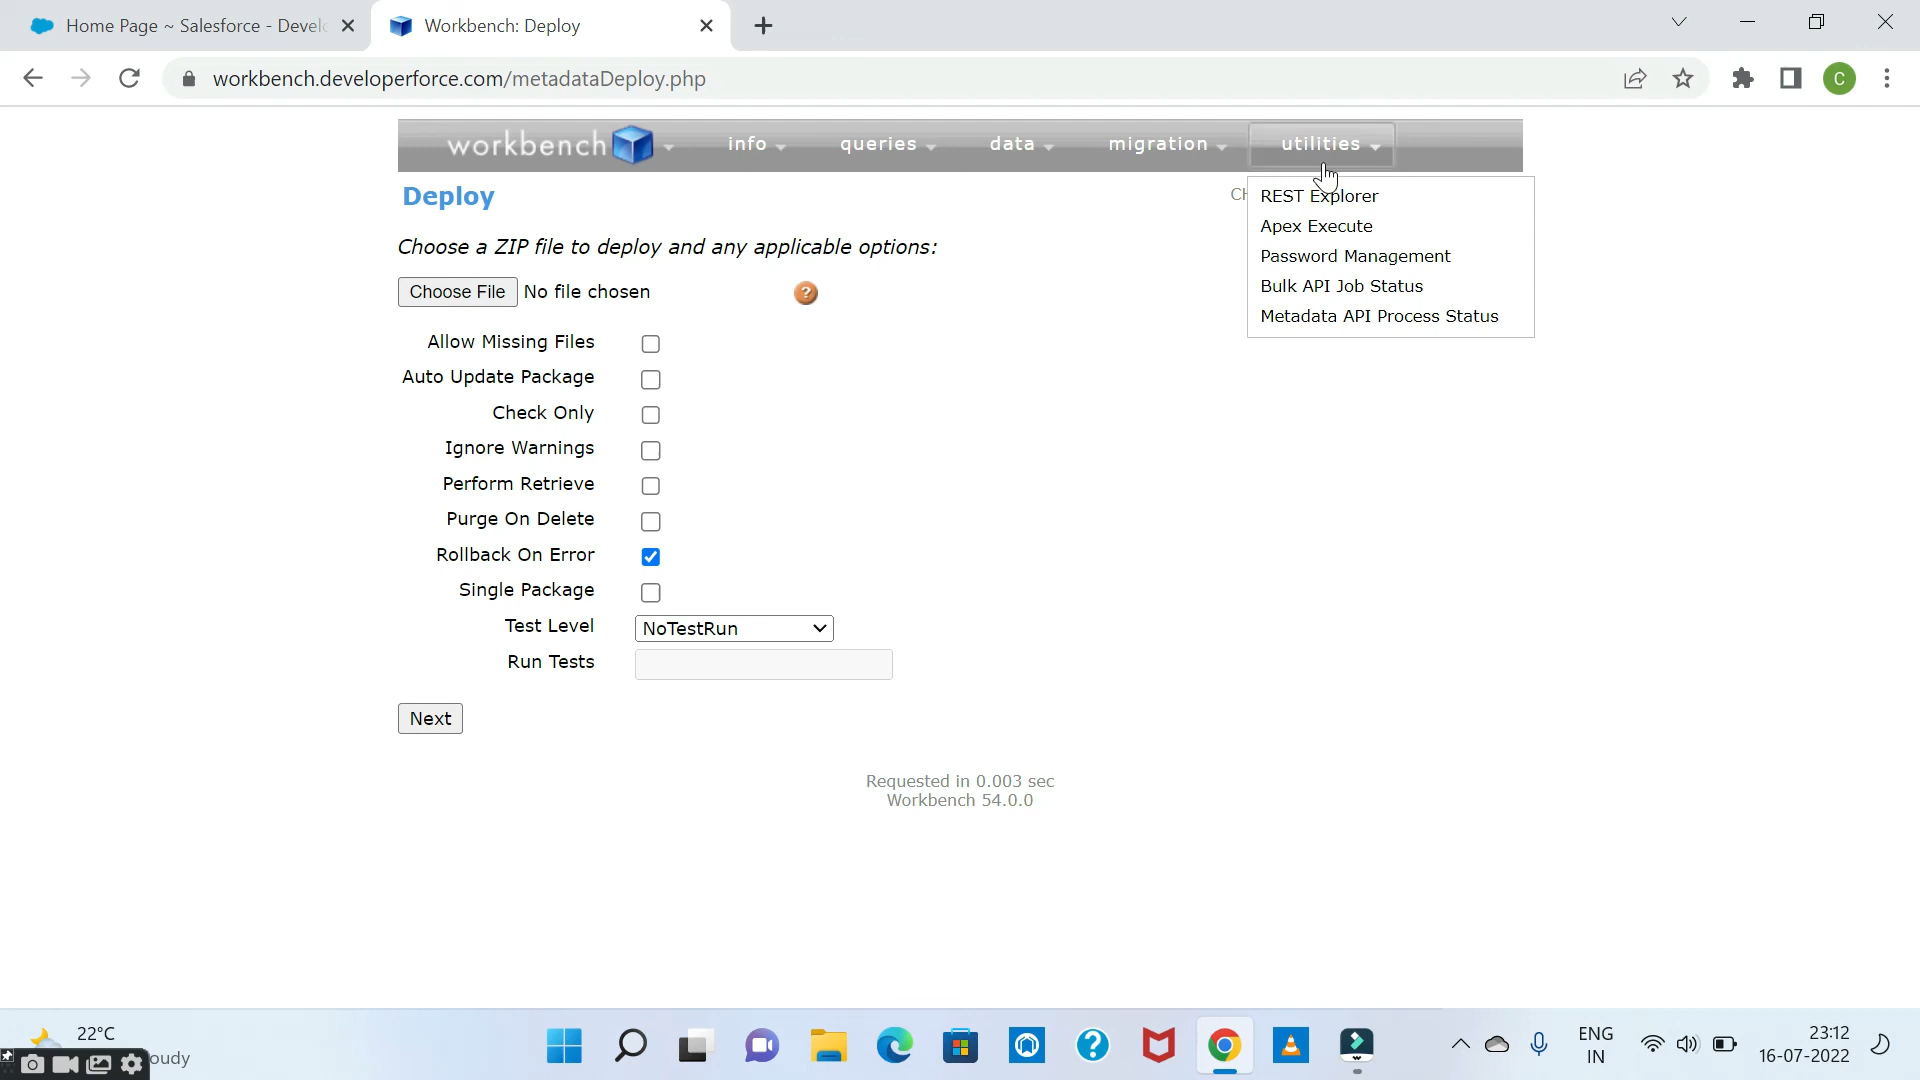 Home Page ~ Salesforce - Devel
Workbench: Deploy
workbench.developerforce.com/metadataDeploy.php
C
workbench
info
queries
data
migration
utilities
Deploy
REST Explorer
Apex Execute
Password Management
Bulk API Job Status
Metadata API Process Status
Choose a ZIP file to deploy and any applicable options:
Choose File No file chosen
?
Allow Missing Files
Auto Update Package
Check Only
Ignore Warnings
Perform Retrieve
Purge On Delete
Rollback On Error
Single Package
Test Level NoTestRun
Run Tests
Next
Requested in 0.003 sec
Workbench 54.0.0
22°C
oudy
?
ENG
IN
23:12
16-07-2022